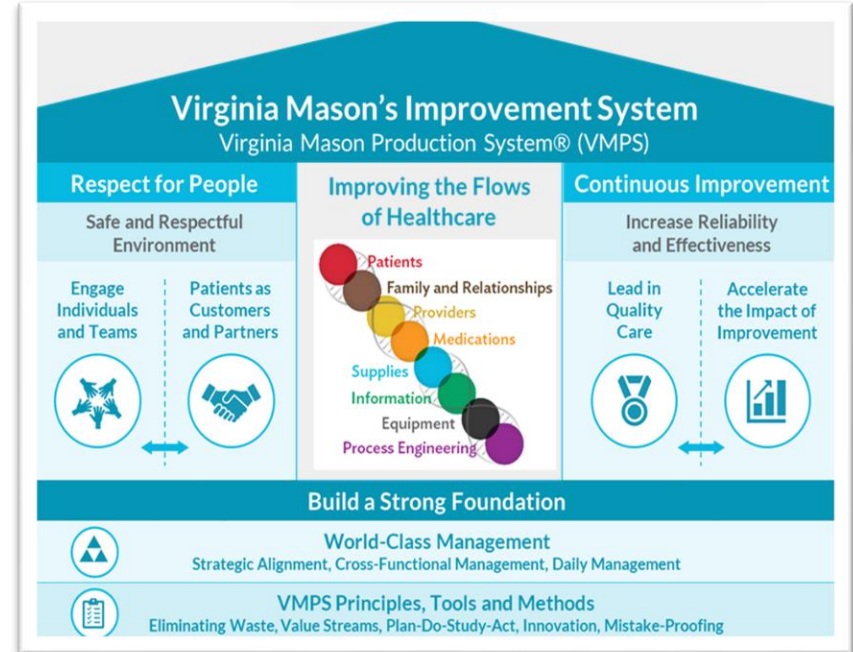 Virginia Mason's Improvement System
Virginia Mason Production System® (VMPS)
Respect for People
Safe and Respectful
Environment
Engage
Individuals
and Teams
Patients as
Customers
and Partners
Improving the Flows
of Healthcare
Patients
Family and Relationships
Providers
Medications
Supplies
Information
Equipment
Process Engineering
Continuous Improvement
Increase Reliability
and Effectiveness
Lead in
Quality
Care
Accelerate
the Impact of
Improvement
Build a Strong Foundation
World-Class Management
Strategic Alignment, Cross-Functional Management, Daily Management
VMPS Principles, Tools and Methods
Eliminating Waste, Value Streams, Plan-Do-Study-Act, Innovation, Mistake-Proofing